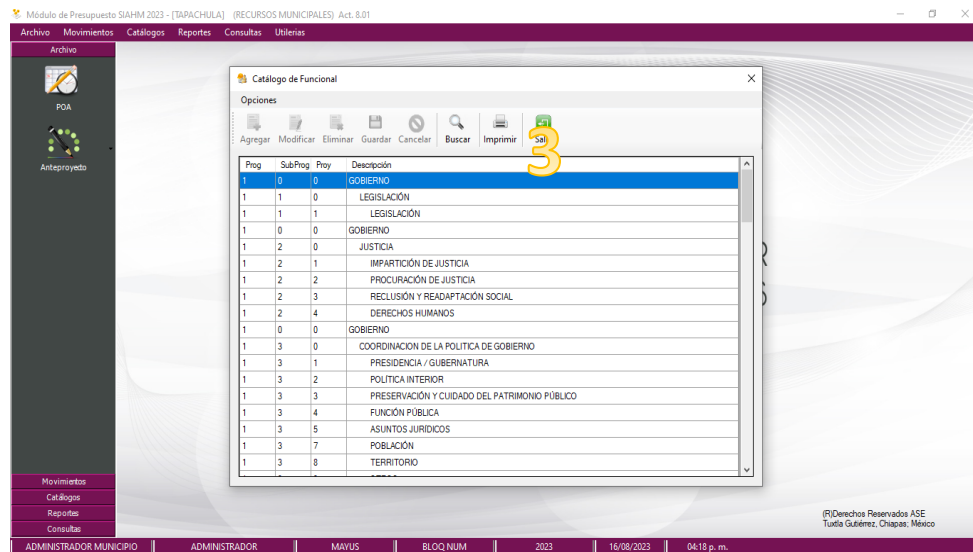 Módulo de Presupuesto SIAHM 2023 - [TAPACHULA] (RECURSOS MUNICIPALES) Act. 8.01
Archivo Movimientos Catálogos Reportes Consultas Utilerias
Archivo
POA
Anteproyecto
Catálogo de Funcional
Opciones
Agregar Modificar Eliminar Guardar Cancelar Buscar Imprimir Sal
3
Prog SubProg Proy Descripción
1 0 0 GOBIERNO
1 1 0 LEGISLACIÓN
1 1 1 LEGISLACIÓN
1 0 0 GOBIERNO
1 2 0 JUSTICIA
1 2 1 IMPARTICIÓN DE JUSTICIA
1 2 2 PROCURACIÓN DE JUSTICIA
1 2 3 RECLUSIÓN Y READAPTACIÓN SOCIAL
1 2 4 DERECHOS HUMANOS
1 0 0 GOBIERNO
1 3 0 COORDINACION DE LA POLITICA DE GOBIERNO
1 3 1 PRESIDENCIA / GUBERNATURA
1 3 2 POLÍTICA INTERIOR
1 3 3 PRESERVACIÓN Y CUIDADO DEL PATRIMONIO PÚBLICO
1 3 4 FUNCIÓN PÚBLICA
1 3 5 ASUNTOS JURÍDICOS
1 3 7 POBLACIÓN
1 3 8 TERRITORIO
Movimientos
Catálogos
Reportes
Consultas
(R)Derechos Reservados ASE
Tuxtla Gutiérrez, Chiapas; México
ADMINISTRADOR MUNICIPIO ADMINISTRADOR MAYUS BLOQ NUM 2023 16/08/2023 04:18 p. m.